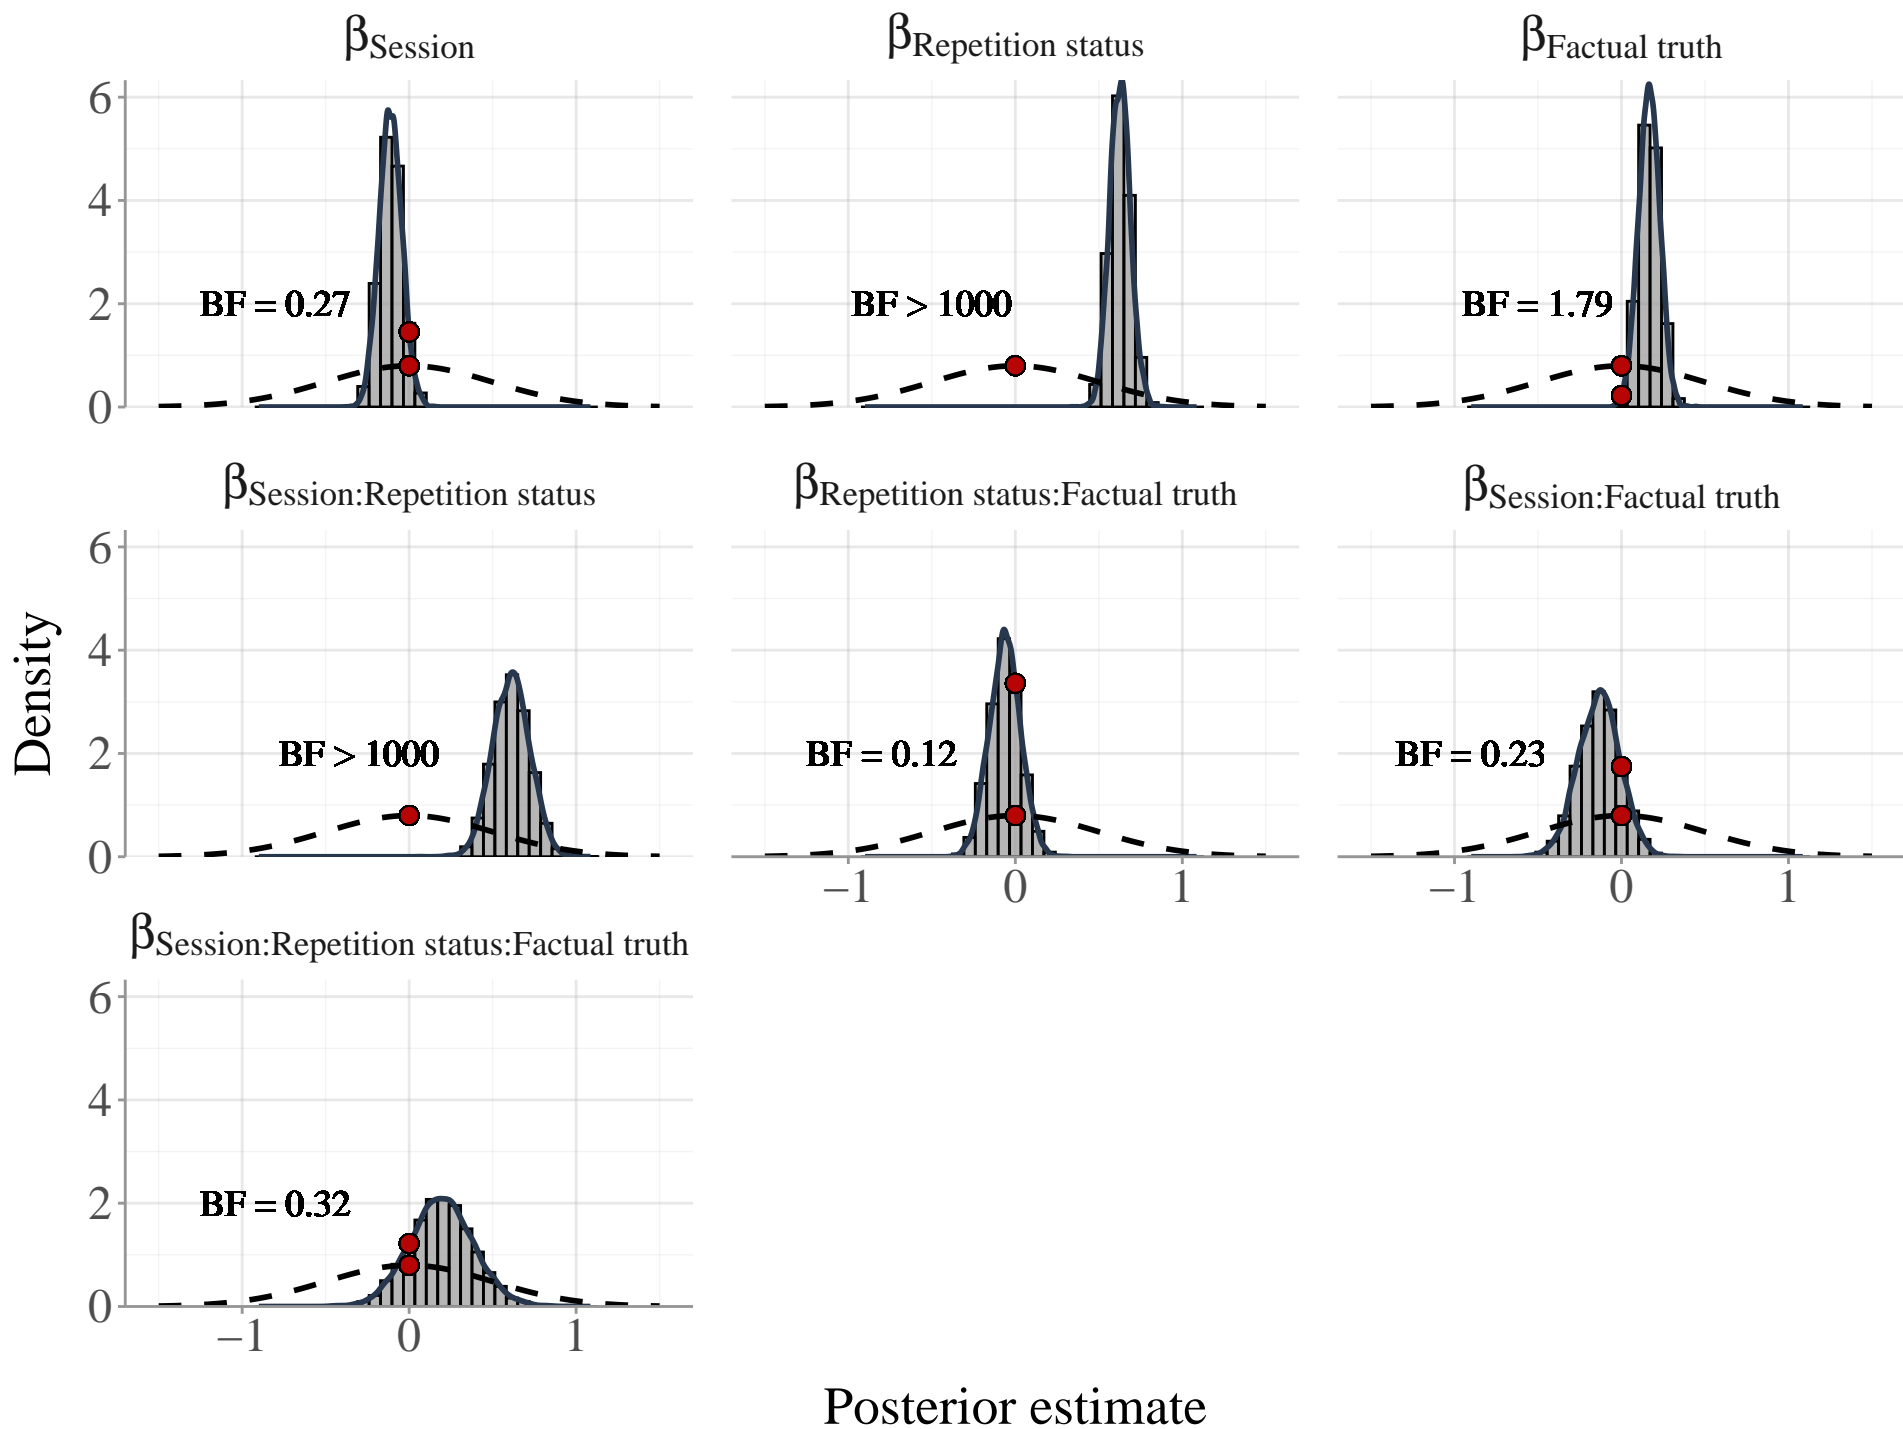 βSession
βRepetition status
βFactual truth
6
4
2
0
BF = 0.27
BF > 1000
BF = 1.79
βSession:Repetition status
βRepetition status:Factual truth
βSession:Factual truth
6
4
2
0
BF > 1000
BF = 0.12
BF = 0.23
−1 0 1
−1 0 1
Density
βSession:Repetition status:Factual truth
6
4
2
0
BF = 0.32
−1 0 1
Posterior estimate